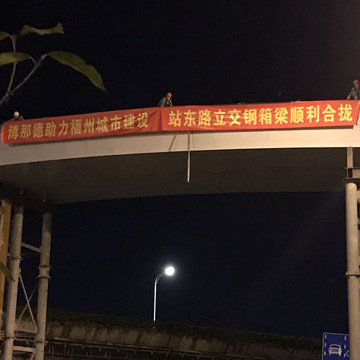 博那德助力福州城市建设 站东路立交钢箱梁顺利合拢